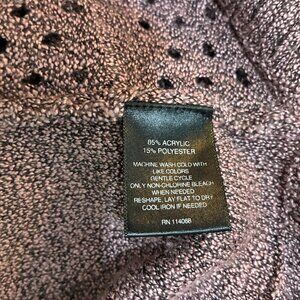 85% ACRYLIC
15% POLYESTER
MACHINE WASH COLD WITH
LIKE COLORS
GENTLE CYCLE
ONLY NON-CHLORINE BLEACH
WHEN NEEDED
RESHAPE, LAY FLAT TO DRY
COOL IRON IF NEEDED
RN 114088